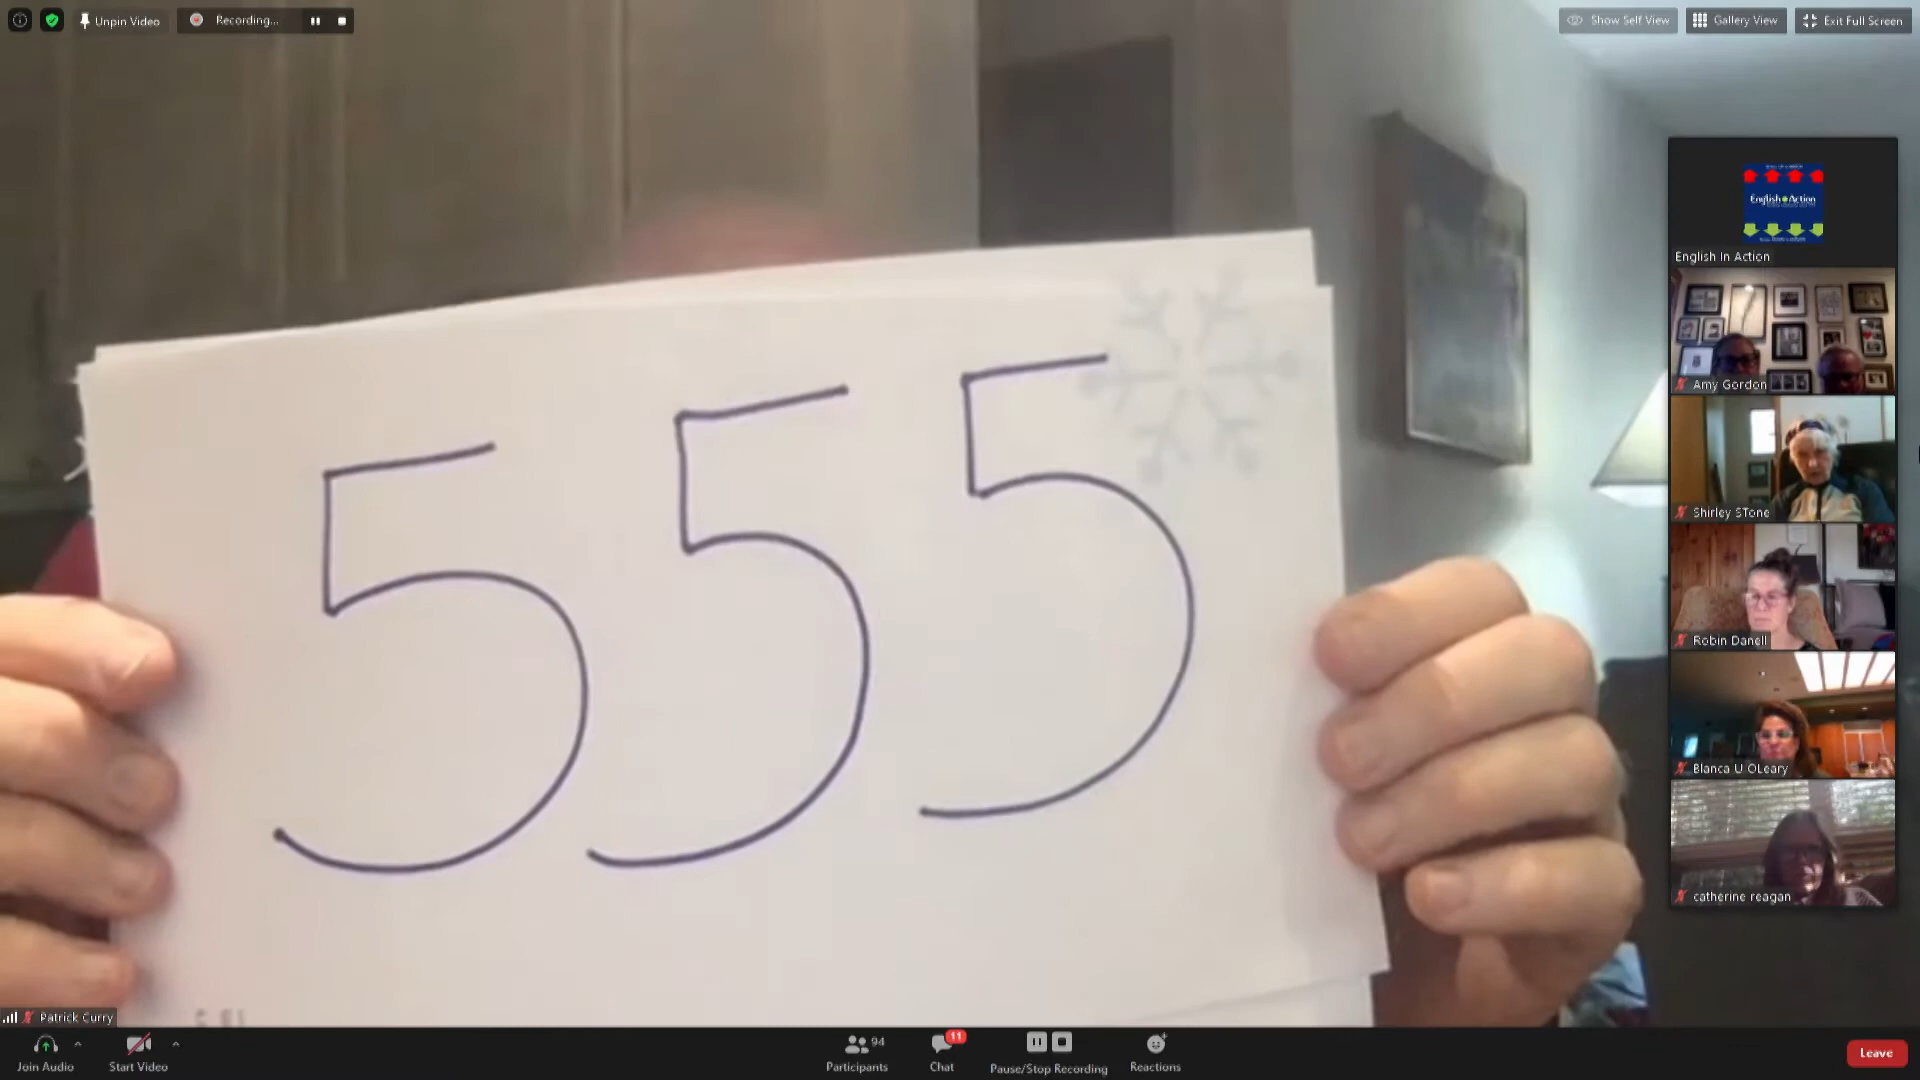 Unpin Video
Recording...
Show Self View
Gallery View
Exit Full Screen
555
English in Action
English In Action
Amy Gordon
Shirley STone
Robin Danell
Blanca U OLeary
catherine reagan
Patrick Curry
Join Audio
Start Video
Participants
94
Chat
11
Pause/Stop Recording
Reactions
Leave